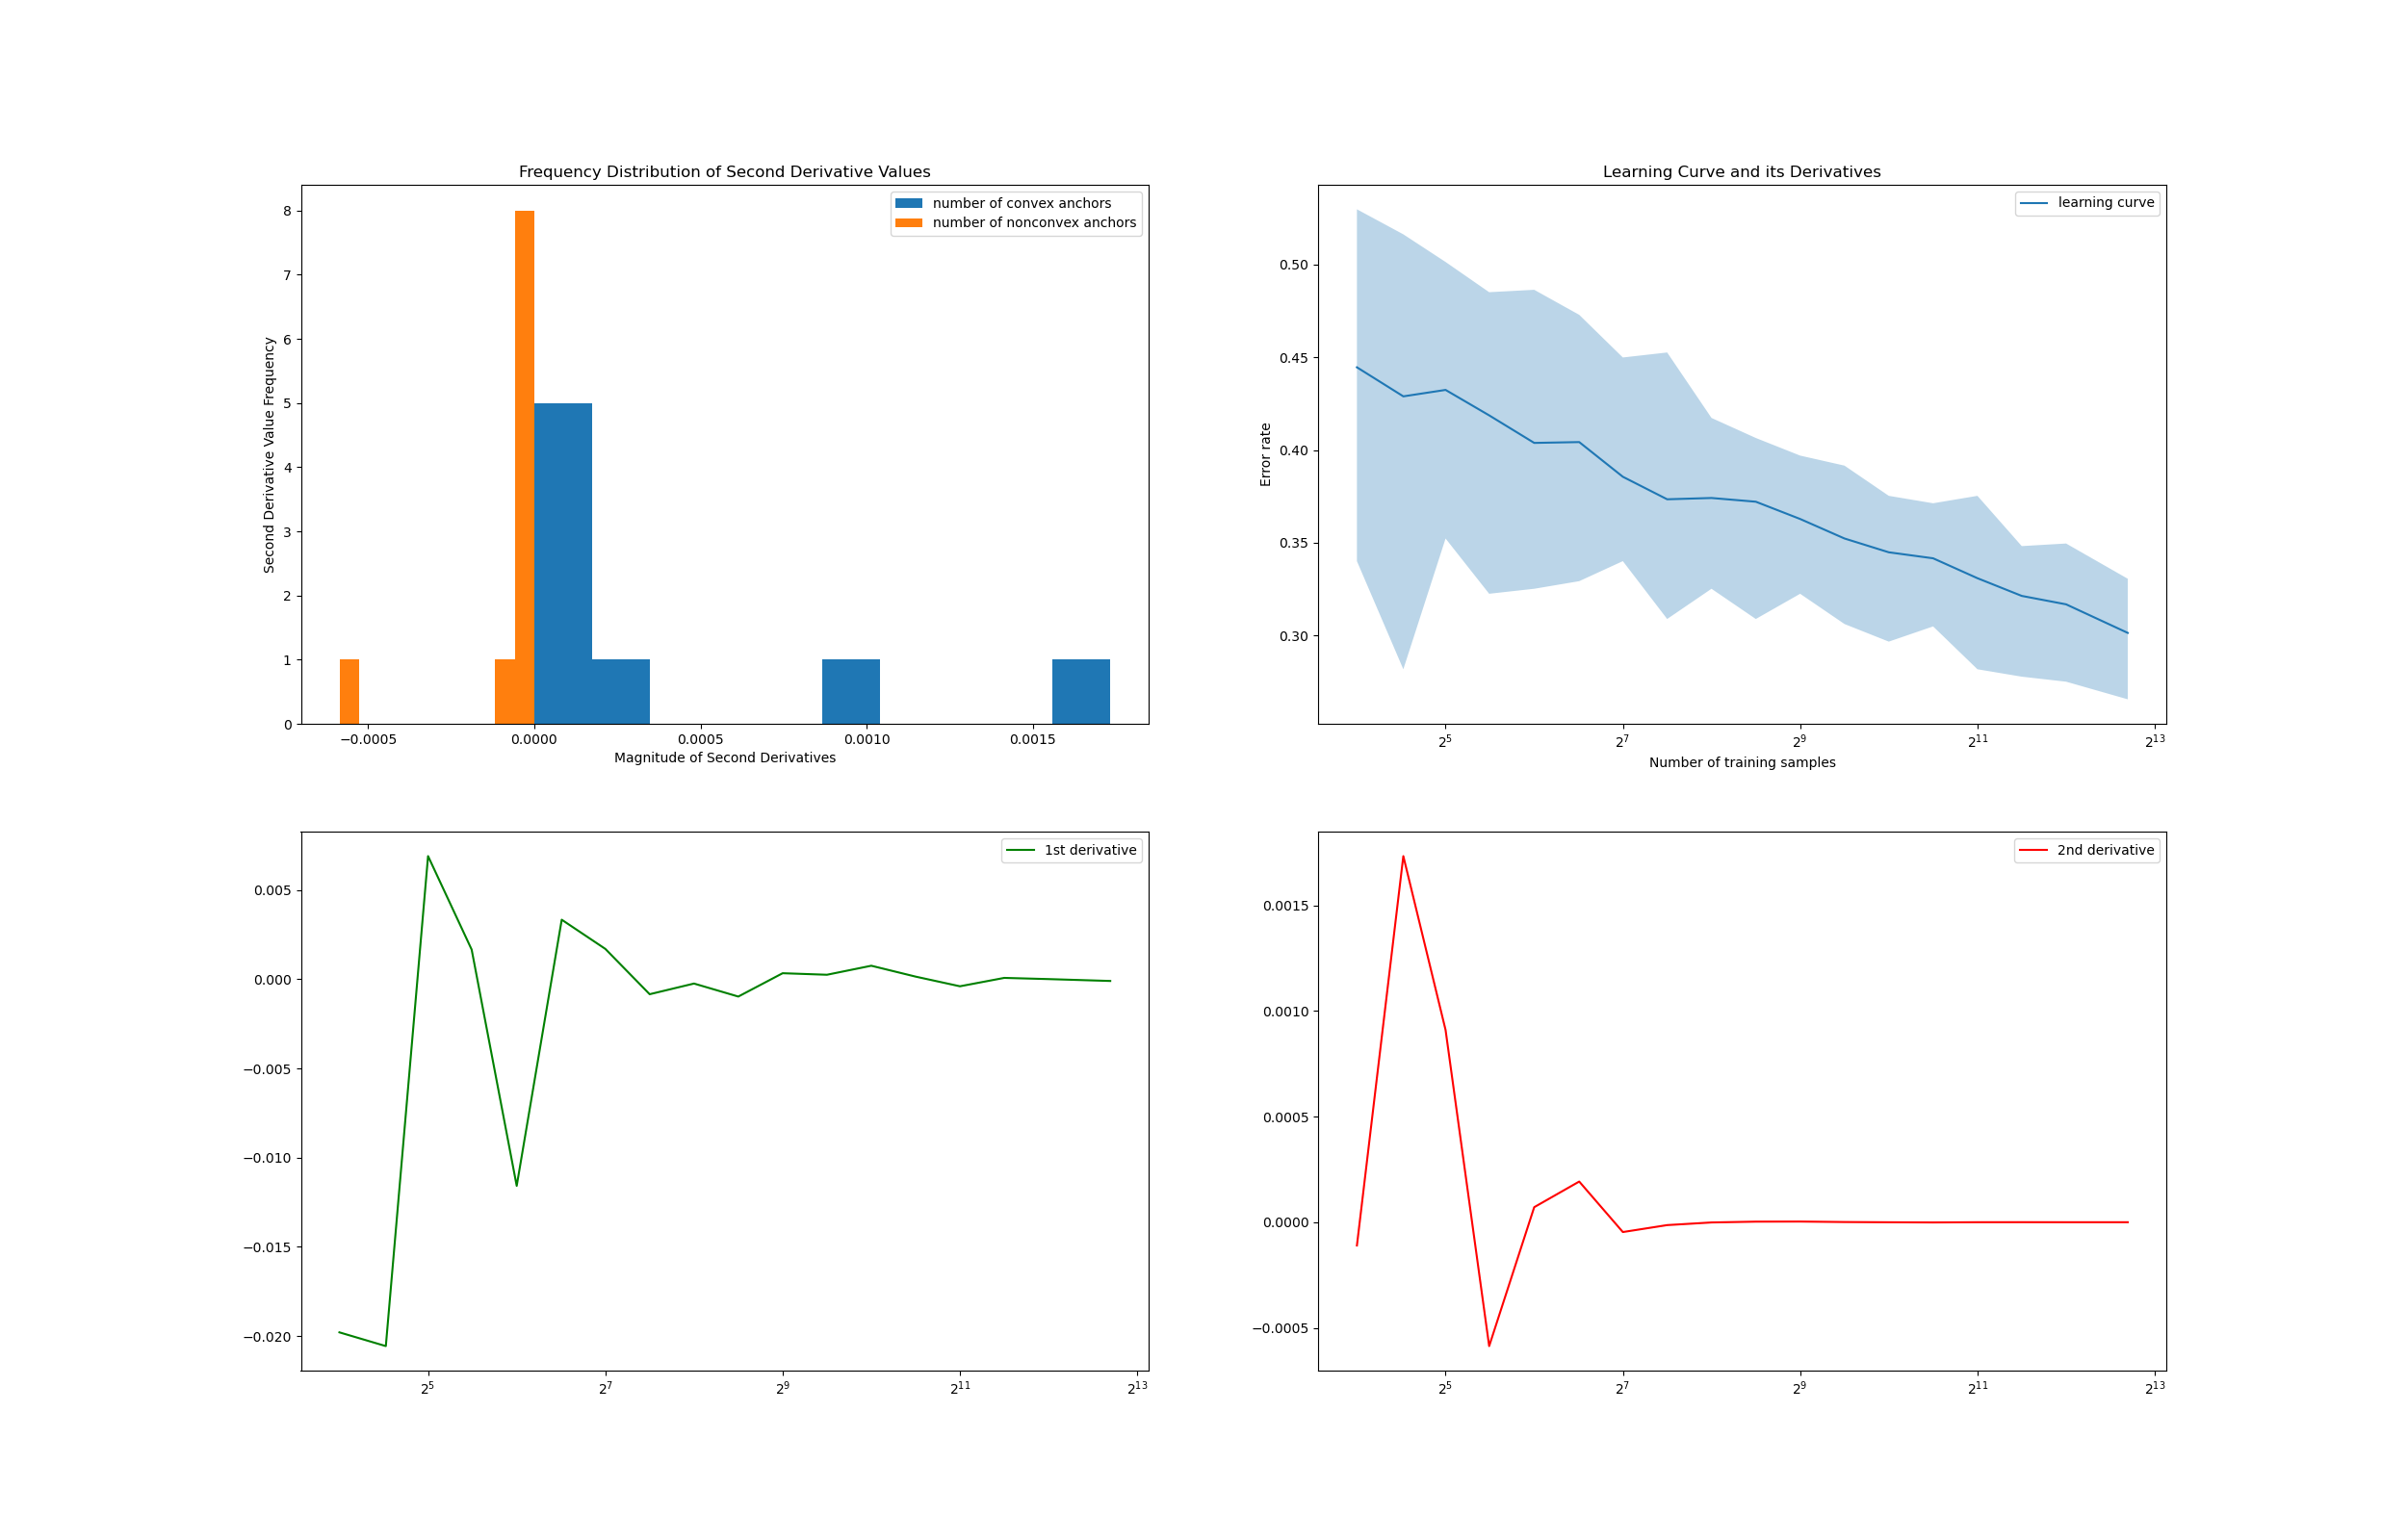 Frequency Distribution of Second Derivative Values
number of convex anchors
number of nonconvex anchors
8
7
6
5
4
3
2
1
0
Second Derivative Value Frequency
−0.0005 0.0000 0.0005 0.0010 0.0015
Magnitude of Second Derivatives
Learning Curve and its Derivatives
learning curve
0.50
0.45
0.40
0.35
0.30
Error rate
2^5 2^7 2^9 2^11 2^13
Number of training samples
1st derivative
0.005
0.000
−0.005
−0.010
−0.015
−0.020
2^5 2^7 2^9 2^11 2^13
2nd derivative
0.0015
0.0010
0.0005
0.0000
−0.0005
2^5 2^7 2^9 2^11 2^13